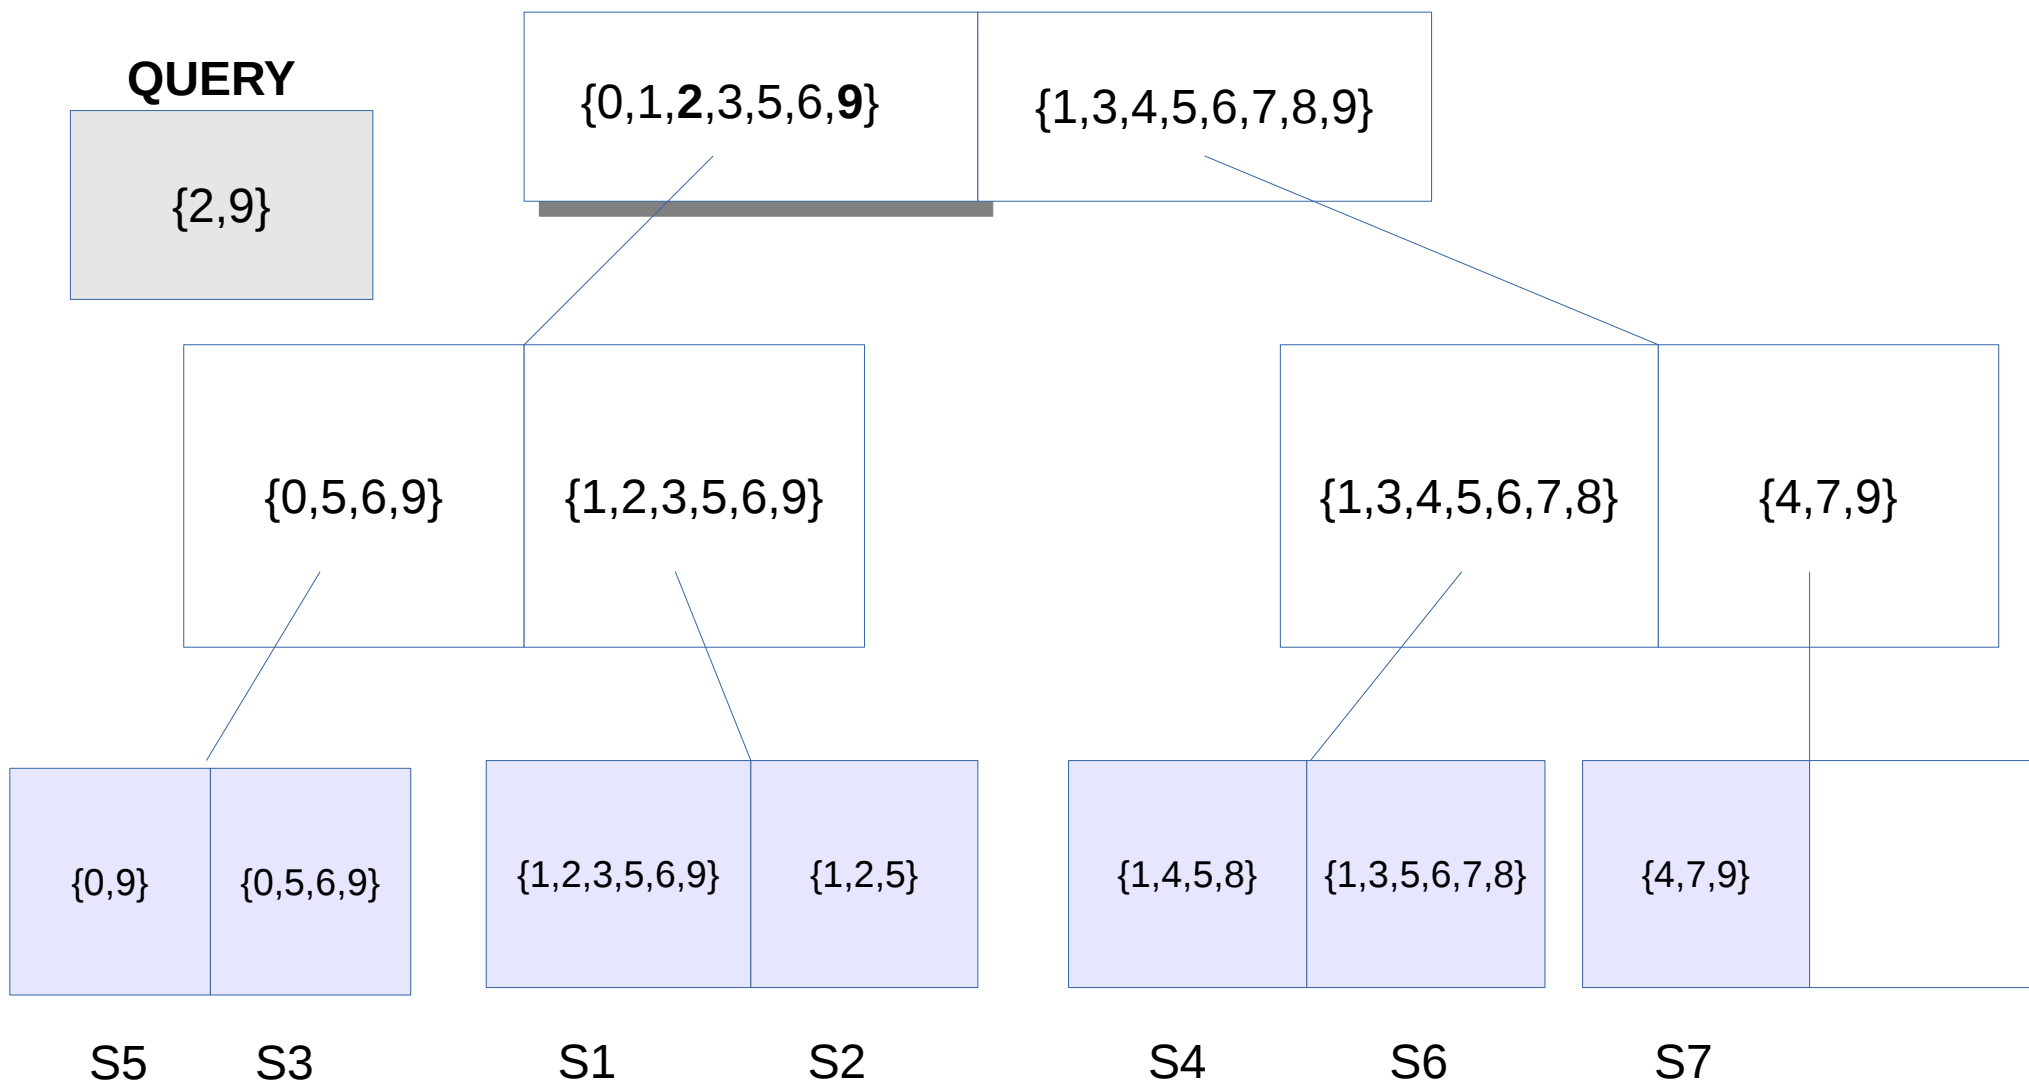 QUERY
{2,9}
{0,1,2,3,5,6,9}
{1,3,4,5,6,7,8,9}
{0,5,6,9}
{1,2,3,5,6,9}
{1,3,4,5,6,7,8}
{4,7,9}
{0,9}
{0,5,6,9}
{1,2,3,5,6,9}
{1,2,5}
{1,4,5,8}
{1,3,5,6,7,8}
{4,7,9}
S5
S3
S1
S2
S4
S6
S7